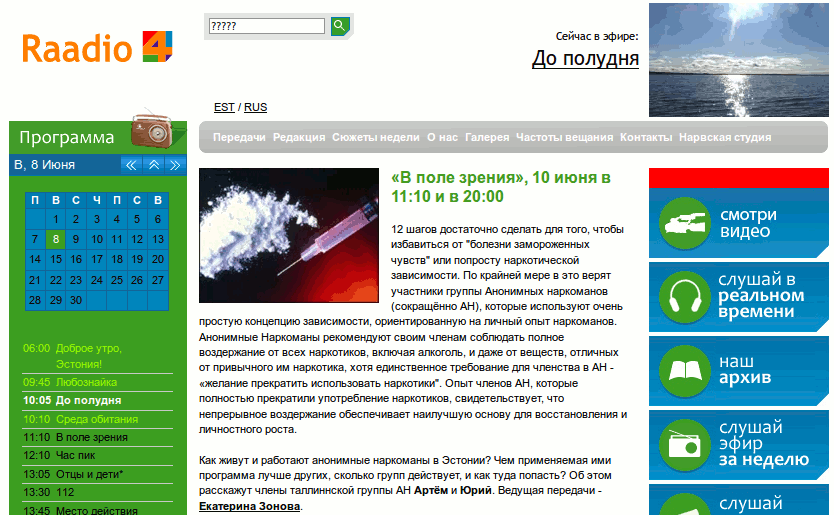 Raadio 4
?????
Сейчас в эфире:
До полудня
EST / RUS
Программа
В, 8 Июня
П В С Ч П С В
1 2 3 4 5 6
7 8 9 10 11 12 13
14 15 16 17 18 19 20
21 22 23 24 25 26 27
28 29 30
06:00 Доброе утро,
Эстония!
09:45 Любознайка
10:05 До полудня
10:10 Среда обитания
11:10 В поле зрения
12:10 Час пик
13:05 Отцы и дети*
13:30 112
13:45 Место действия
Передачи Редакция Сюжеты недели О нас Галерея Частоты вещания Контакты Нарвская студия
«В поле зрения», 10 июня в
11:10 и в 20:00
12 шагов достаточно сделать для того, чтобы
избавиться от "болезни замороженных
чувств" или попросту наркотической
зависимости. По крайней мере в это верят
участники группы Анонимных наркоманов
(сокращённо АН), которые используют очень
простую концепцию зависимости, ориентированную на личный опыт наркоманов.
Анонимные Наркоманы рекомендуют своим членам соблюдать полное
воздержание от всех наркотиков, включая алкоголь, и даже от веществ, отличных
от привычного им наркотика, хотя единственное требование для членства в АН -
«желание прекратить использовать наркотики". Опыт членов АН, которые
полностью прекратили употребление наркотиков, свидетельствует, что
непрерывное воздержание обеспечивает наилучшую основу для восстановления и
личностного роста.
Как живут и работают анонимные наркоманы в Эстонии? Чем применяемая ими
программа лучше других, сколько групп действует, и как туда попасть? Об этом
расскажут члены таллиннской группы АН Артём и Юрий. Ведущая передачи -
Екатерина Зонова.
смотри
видео
слушай в
реальном
времени
наш
архив
слушай
эфир
за неделю
слушай